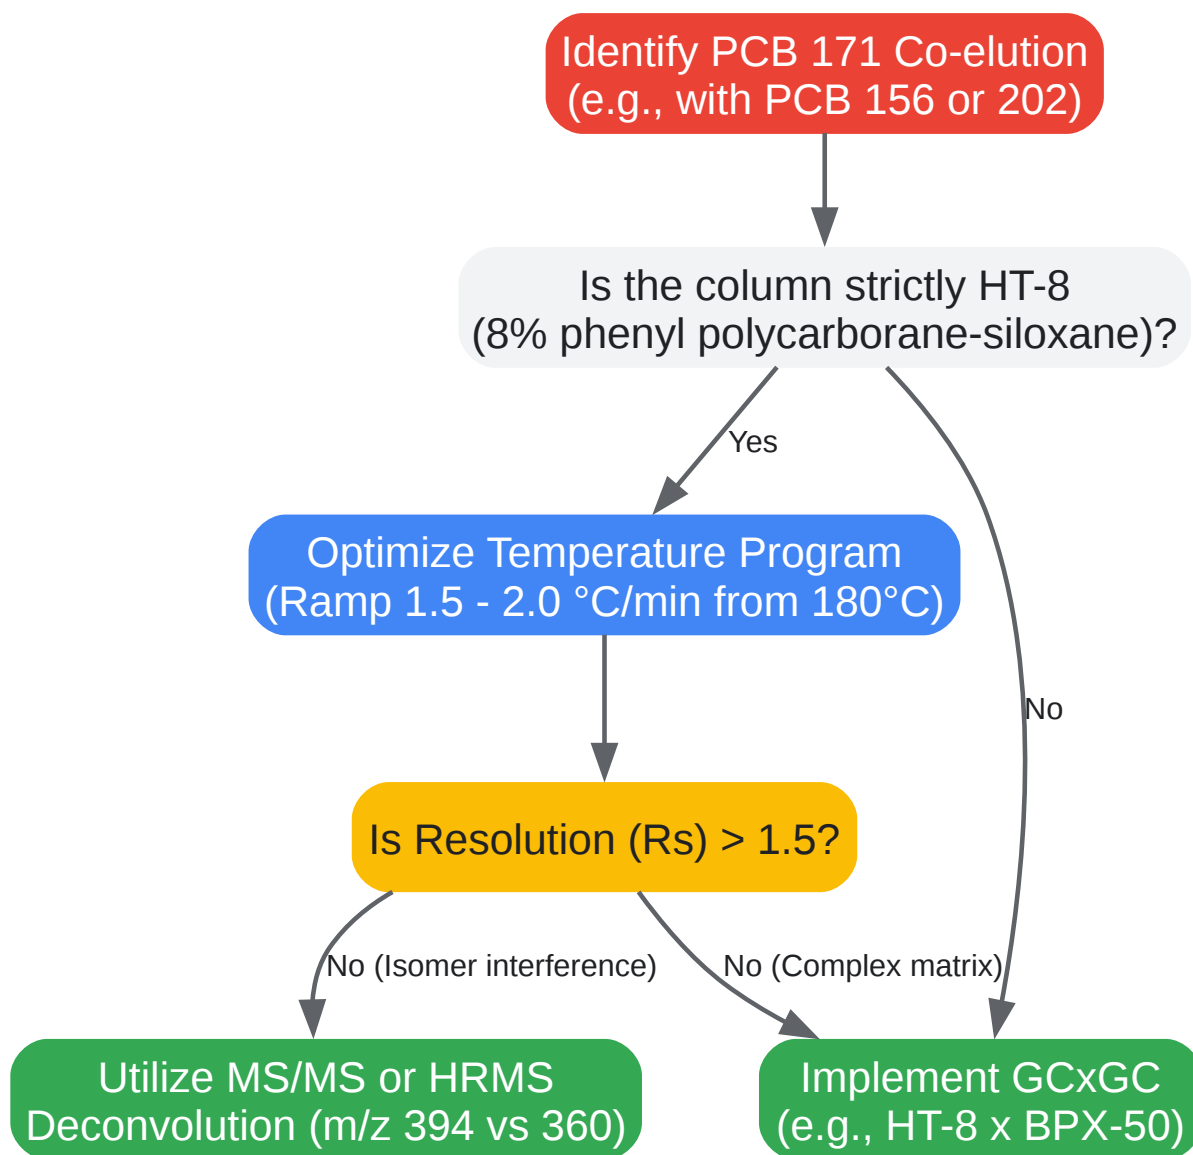 Identify PCB 171 Co-elution
(e.g., with PCB 156 or 202)
Is the column strictly HT-8
(8% phenyl polycarborane-siloxane)?
Yes
Optimize Temperature Program
(Ramp 1.5 - 2.0 °C/min from 180°C)
No
Is Resolution (Rs) > 1.5?
No (Isomer interference)
No (Complex matrix)
Utilize MS/MS or HRMS
Deconvolution (m/z 394 vs 360)
Implement GCxGC
(e.g., HT-8 x BPX-50)